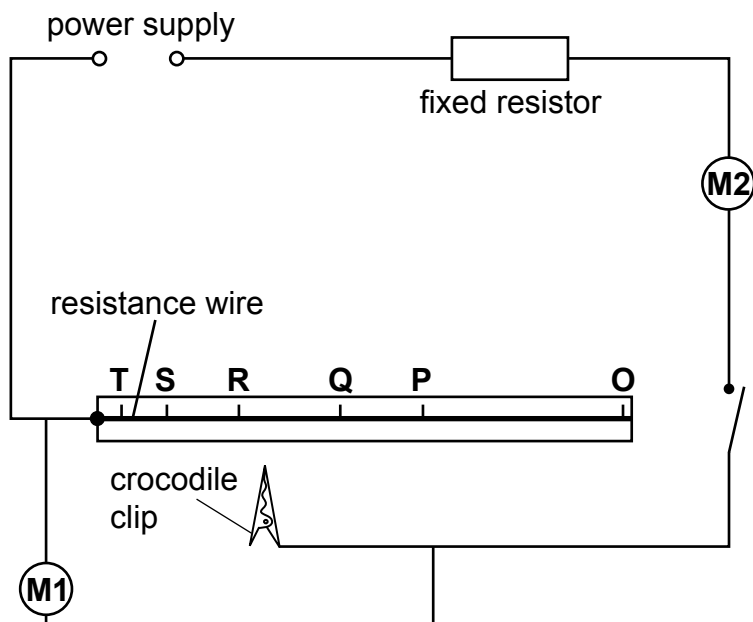 power supply
fixed resistor
M2
resistance wire
T S R Q P O
crocodile
clip
M1